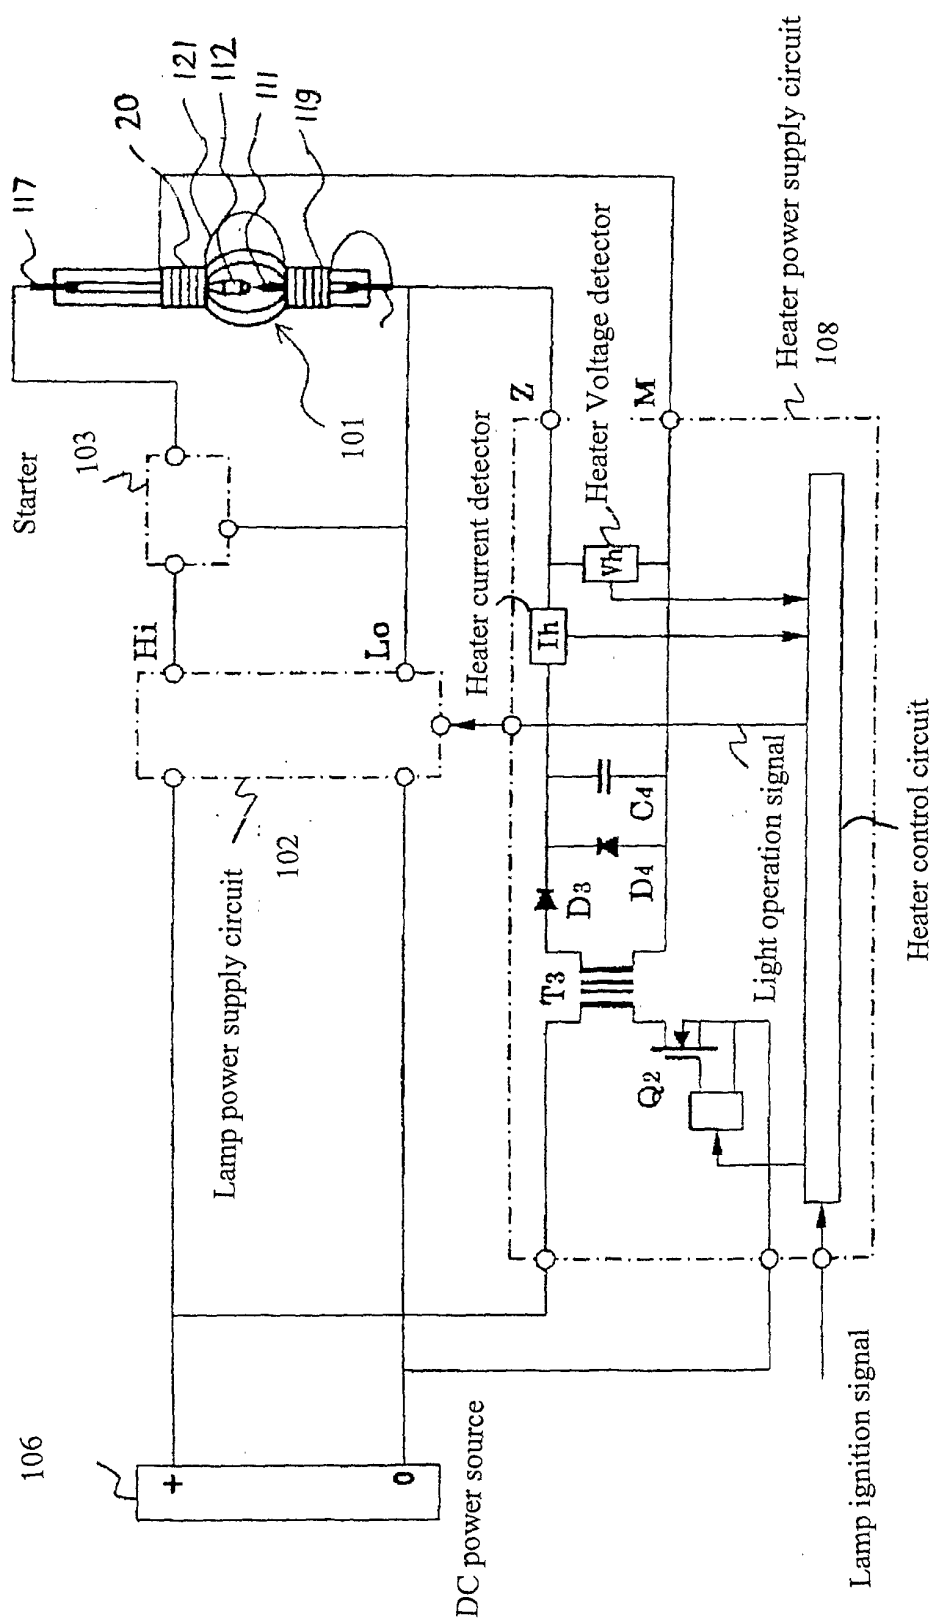 117
20
121
112
111
119
101
Starter
103
Hi
Lo
Lamp power supply circuit
102
106
+
0
DC power source
Heater current detector
Z
Heater Voltage detector
M
Heater power supply circuit
108
Ih
Vh
T3
D3
D4
C4
Q2
Light operation signal
Heater control circuit
Lamp ignition signal